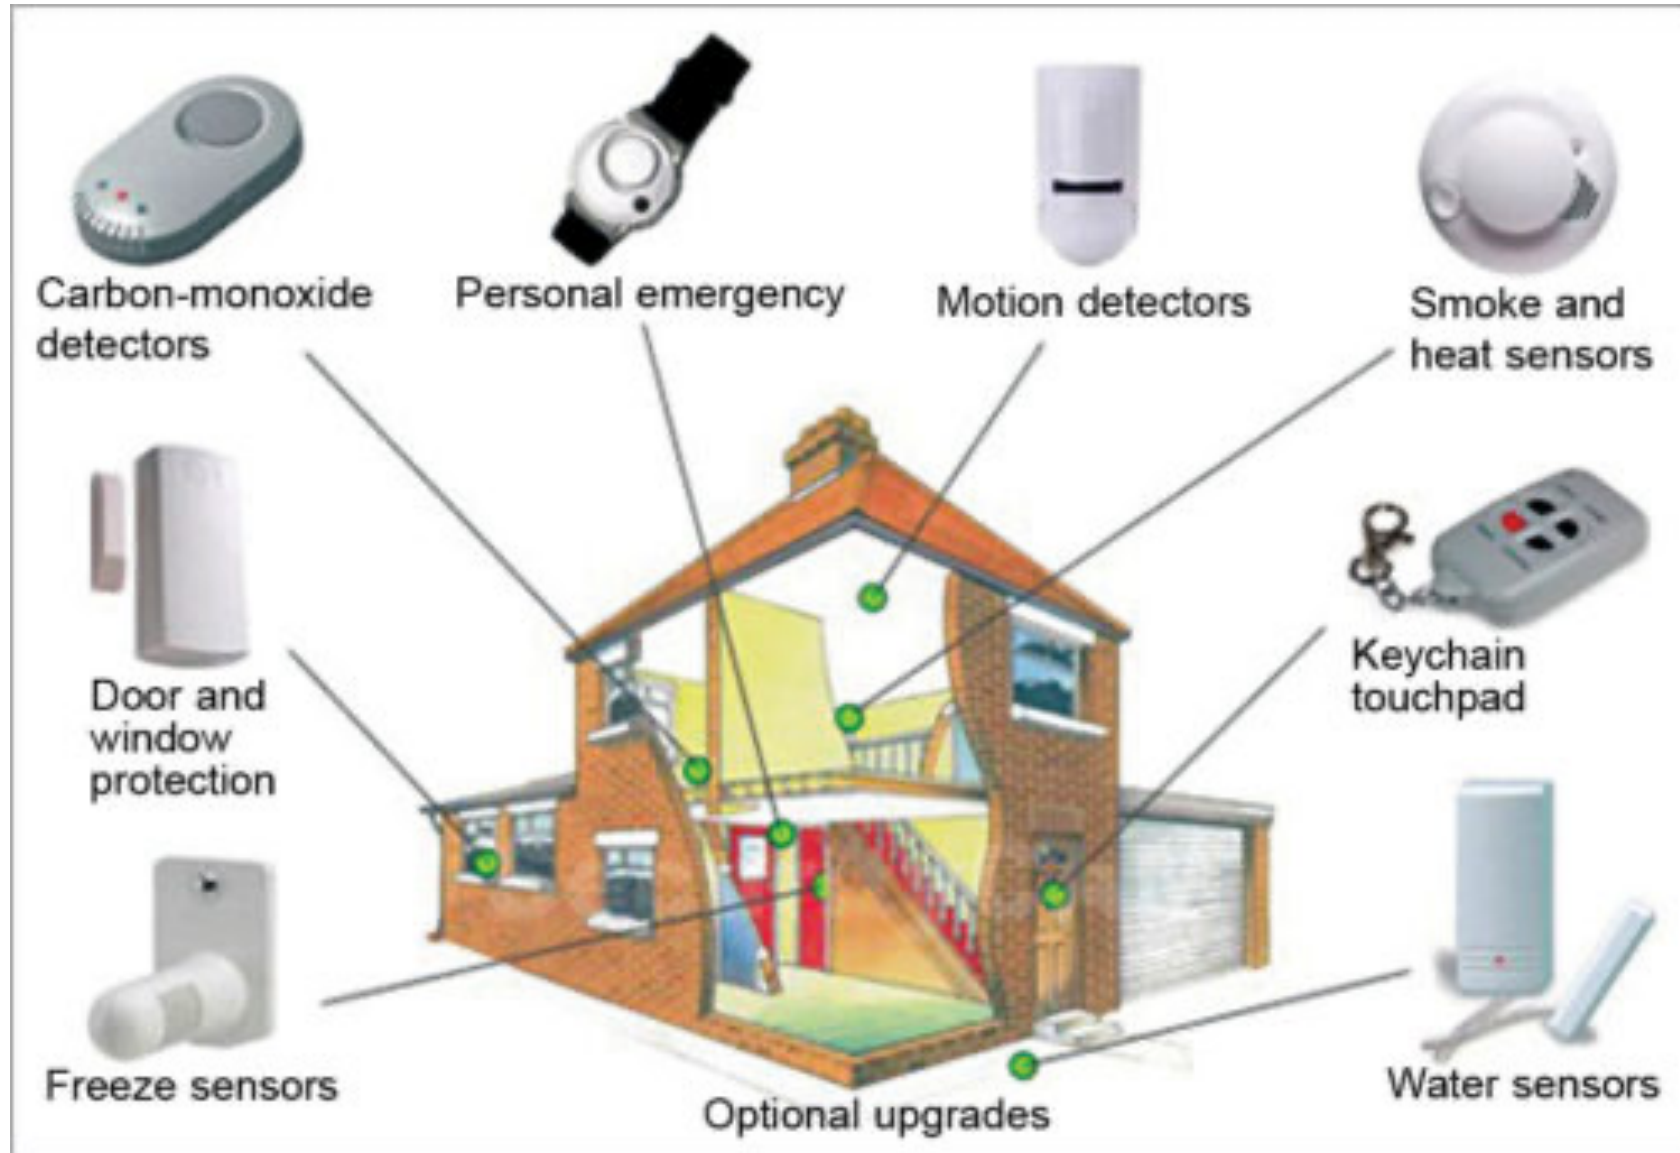 Carbon-monoxide
detectors
Personal emergency
Motion detectors
Smoke and
heat sensors
Door and
window
protection
Keychain
touchpad
Freeze sensors
Water sensors
Optional upgrades